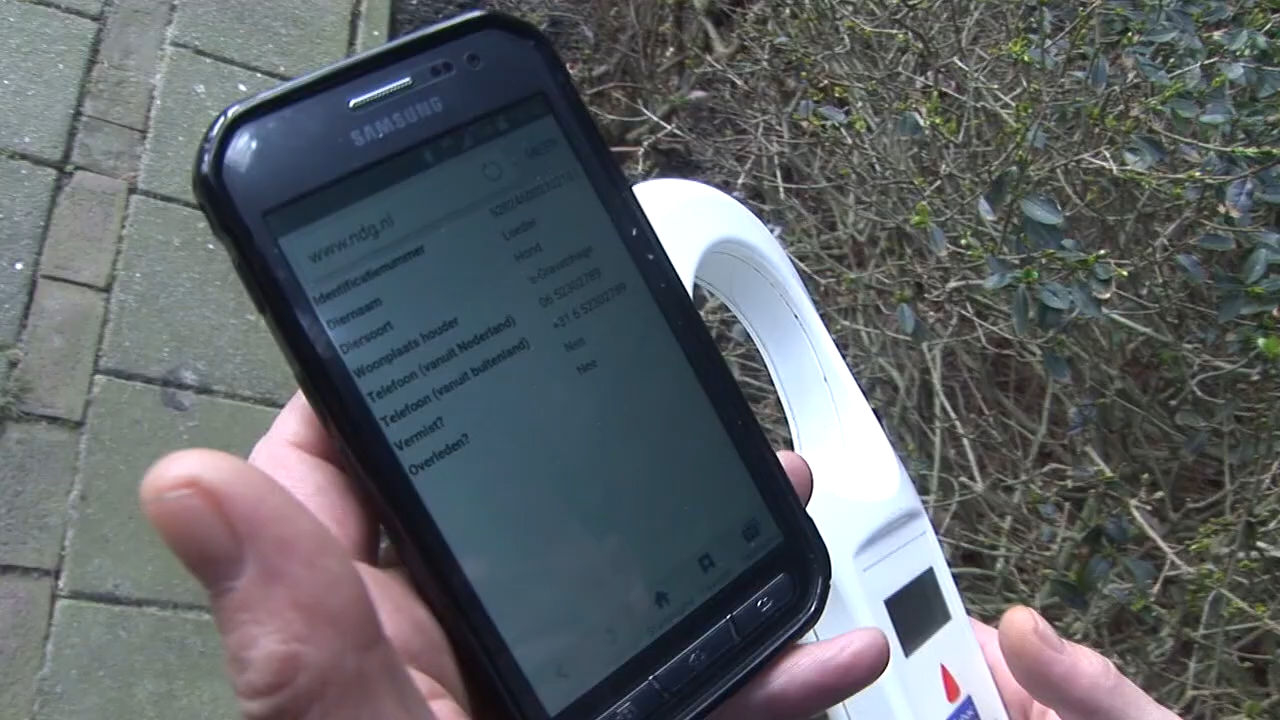 SAMSUNG
www.ndg.nl
Identificatienummer
Diernaam
Diersoort Hond
Woonplaats houder 's-Gravenhage
Telefoon (vanuit Nederland) 06 52302789
Telefoon (vanuit buitenland) +31 6 52302789
Vermist? Nee
Overleden? Nee